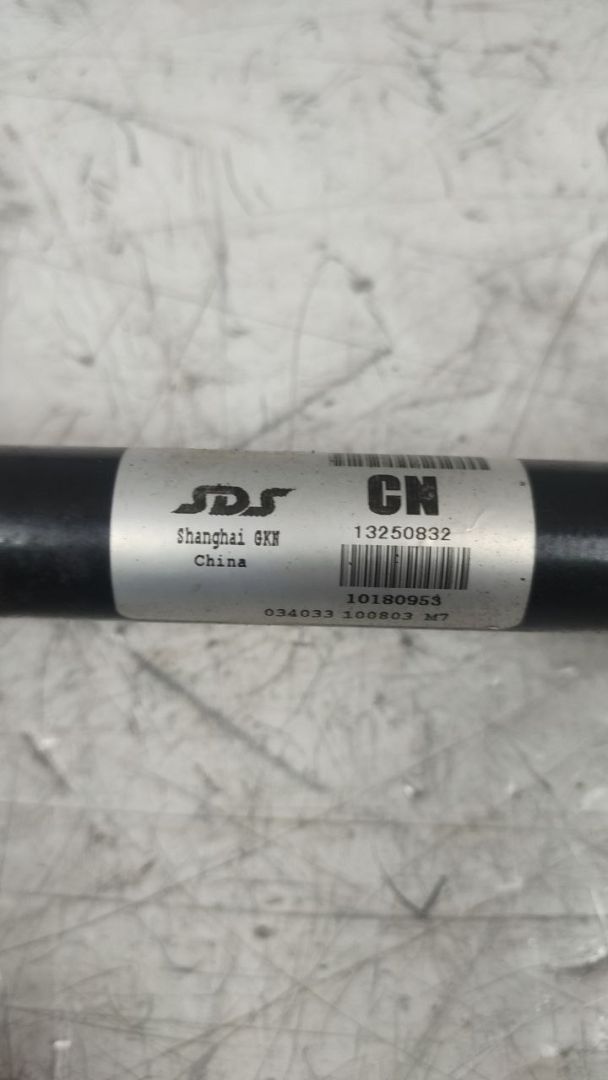 SDS
Shanghai GKN
China
CN
13250832
10180953
034033 100803 M7